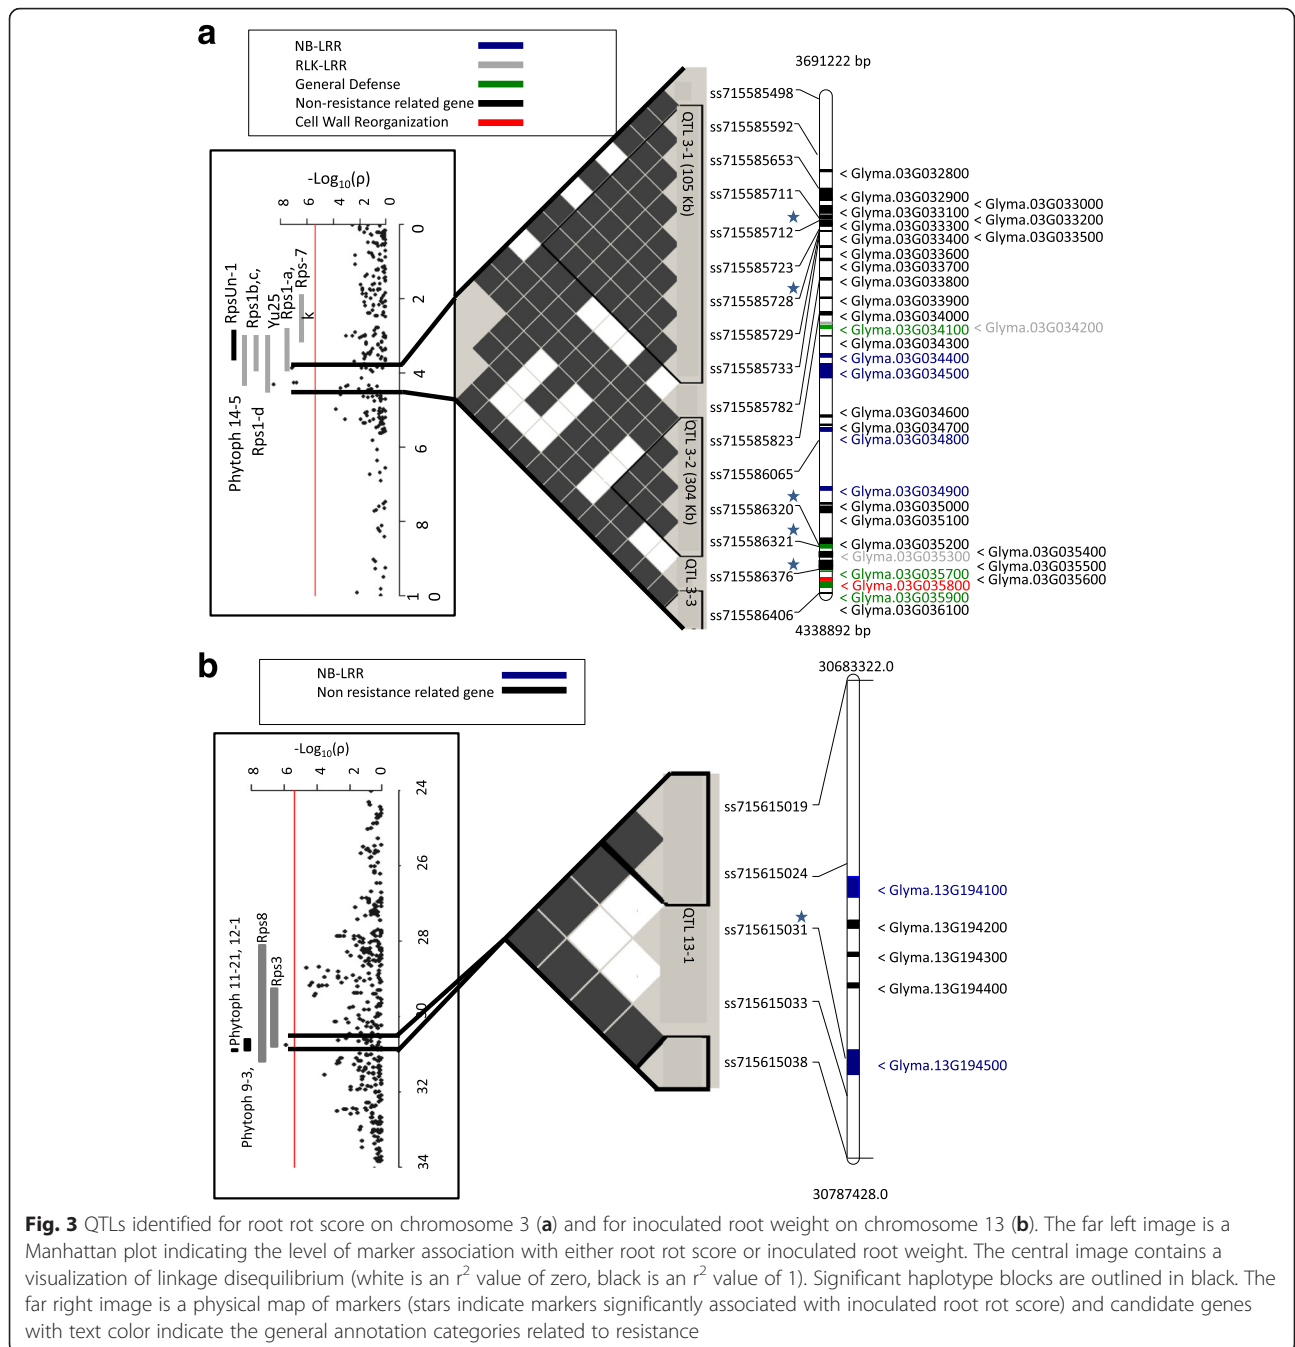 a
NB-LRR
RLK-LRR
General Defense
Non-resistance related gene
Cell Wall Reorganization
-Log10(ρ)
8 6 4 2 0
0
2
4
6
8
1 0
RpsUn-1
Rps1b,c,
Yu25
Rps1-a,
Rps-7
k
Phytoph 14-5
Rps1-d
QTL 3-1 (105 Kb)
QTL 3-2 (304 Kb)
QTL 3-3
ss715585498
ss715585592
ss715585653
ss715585711
ss715585712
ss715585723
ss715585728
ss715585729
ss715585733
ss715585782
ss715585823
ss715586065
ss715586320
ss715586321
ss715586376
ss715586406
3691222 bp
< Glyma.03G032800
< Glyma.03G032900
< Glyma.03G033000
< Glyma.03G033100
< Glyma.03G033200
< Glyma.03G033300
< Glyma.03G033400
< Glyma.03G033500
< Glyma.03G033600
< Glyma.03G033700
< Glyma.03G033800
< Glyma.03G033900
< Glyma.03G034000
< Glyma.03G034100
< Glyma.03G034200
< Glyma.03G034300
< Glyma.03G034400
< Glyma.03G034500
< Glyma.03G034600
< Glyma.03G034700
< Glyma.03G034800
< Glyma.03G034900
< Glyma.03G035000
< Glyma.03G035100
< Glyma.03G035200
< Glyma.03G035300
< Glyma.03G035400
< Glyma.03G035500
< Glyma.03G035700
< Glyma.03G035600
< Glyma.03G035800
< Glyma.03G035900
< Glyma.03G036100
4338892 bp
b
NB-LRR
Non resistance related gene
-Log10(ρ)
8 6 4 2 0
24
26
28
30
32
34
Phytoph 11-21, 12-1
Rps8
Rps3
Phytoph 9-3,
QTL 13-1
ss715615019
ss715615024
ss715615031
ss715615033
ss715615038
30683322.0
< Glyma.13G194100
< Glyma.13G194200
< Glyma.13G194300
< Glyma.13G194400
< Glyma.13G194500
30787428.0
Fig. 3 QTLs identified for root rot score on chromosome 3 (a) and for inoculated root weight on chromosome 13 (b). The far left image is a
Manhattan plot indicating the level of marker association with either root rot score or inoculated root weight. The central image contains a
visualization of linkage disequilibrium (white is an r2 value of zero, black is an r2 value of 1). Significant haplotype blocks are outlined in black. The
far right image is a physical map of markers (stars indicate markers significantly associated with inoculated root rot score) and candidate genes
with text color indicate the general annotation categories related to resistance